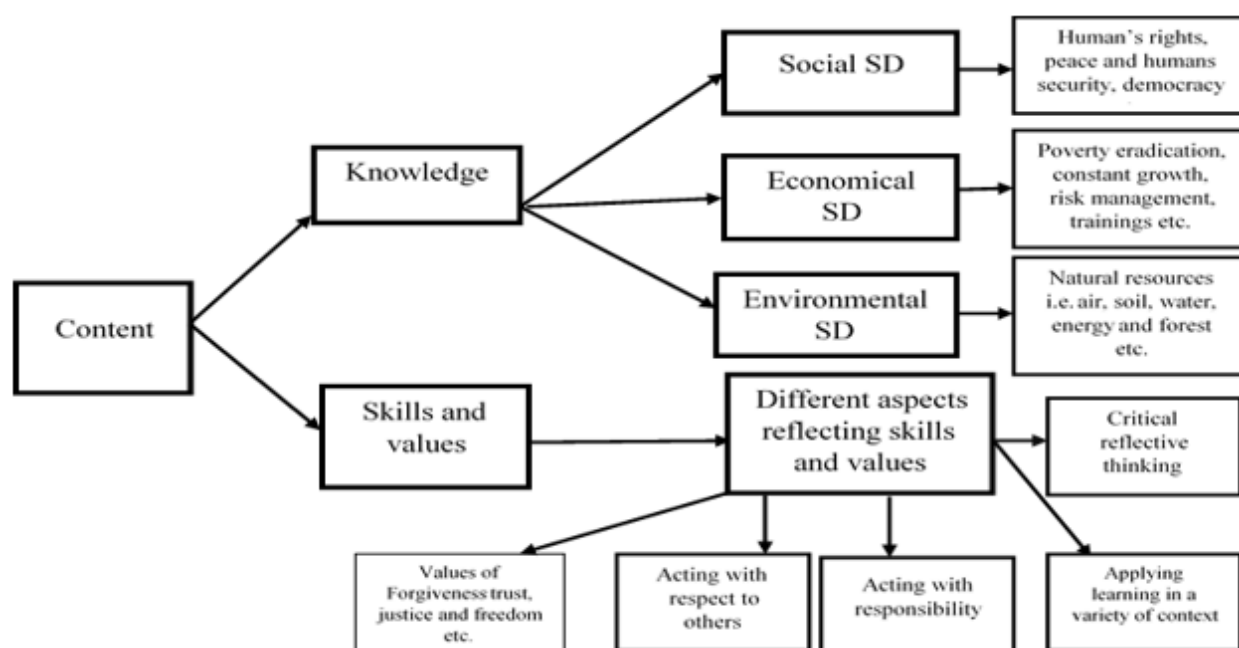 Social SD
Human's rights,
peace and humans
security, democracy
Knowledge
Economical
SD
Poverty eradication,
constant growth,
risk management,
trainings etc.
Content
Environmental
SD
Natural resources
i.e. air, soil, water,
energy and forest
etc.
Skills and
values
Different aspects
reflecting skills
and values
Critical
reflective
thinking
Values of
Forgiveness trust,
justice and freedom
etc.
Acting with
respect to
others
Acting with
responsibility
Applying
learning in a
variety of context